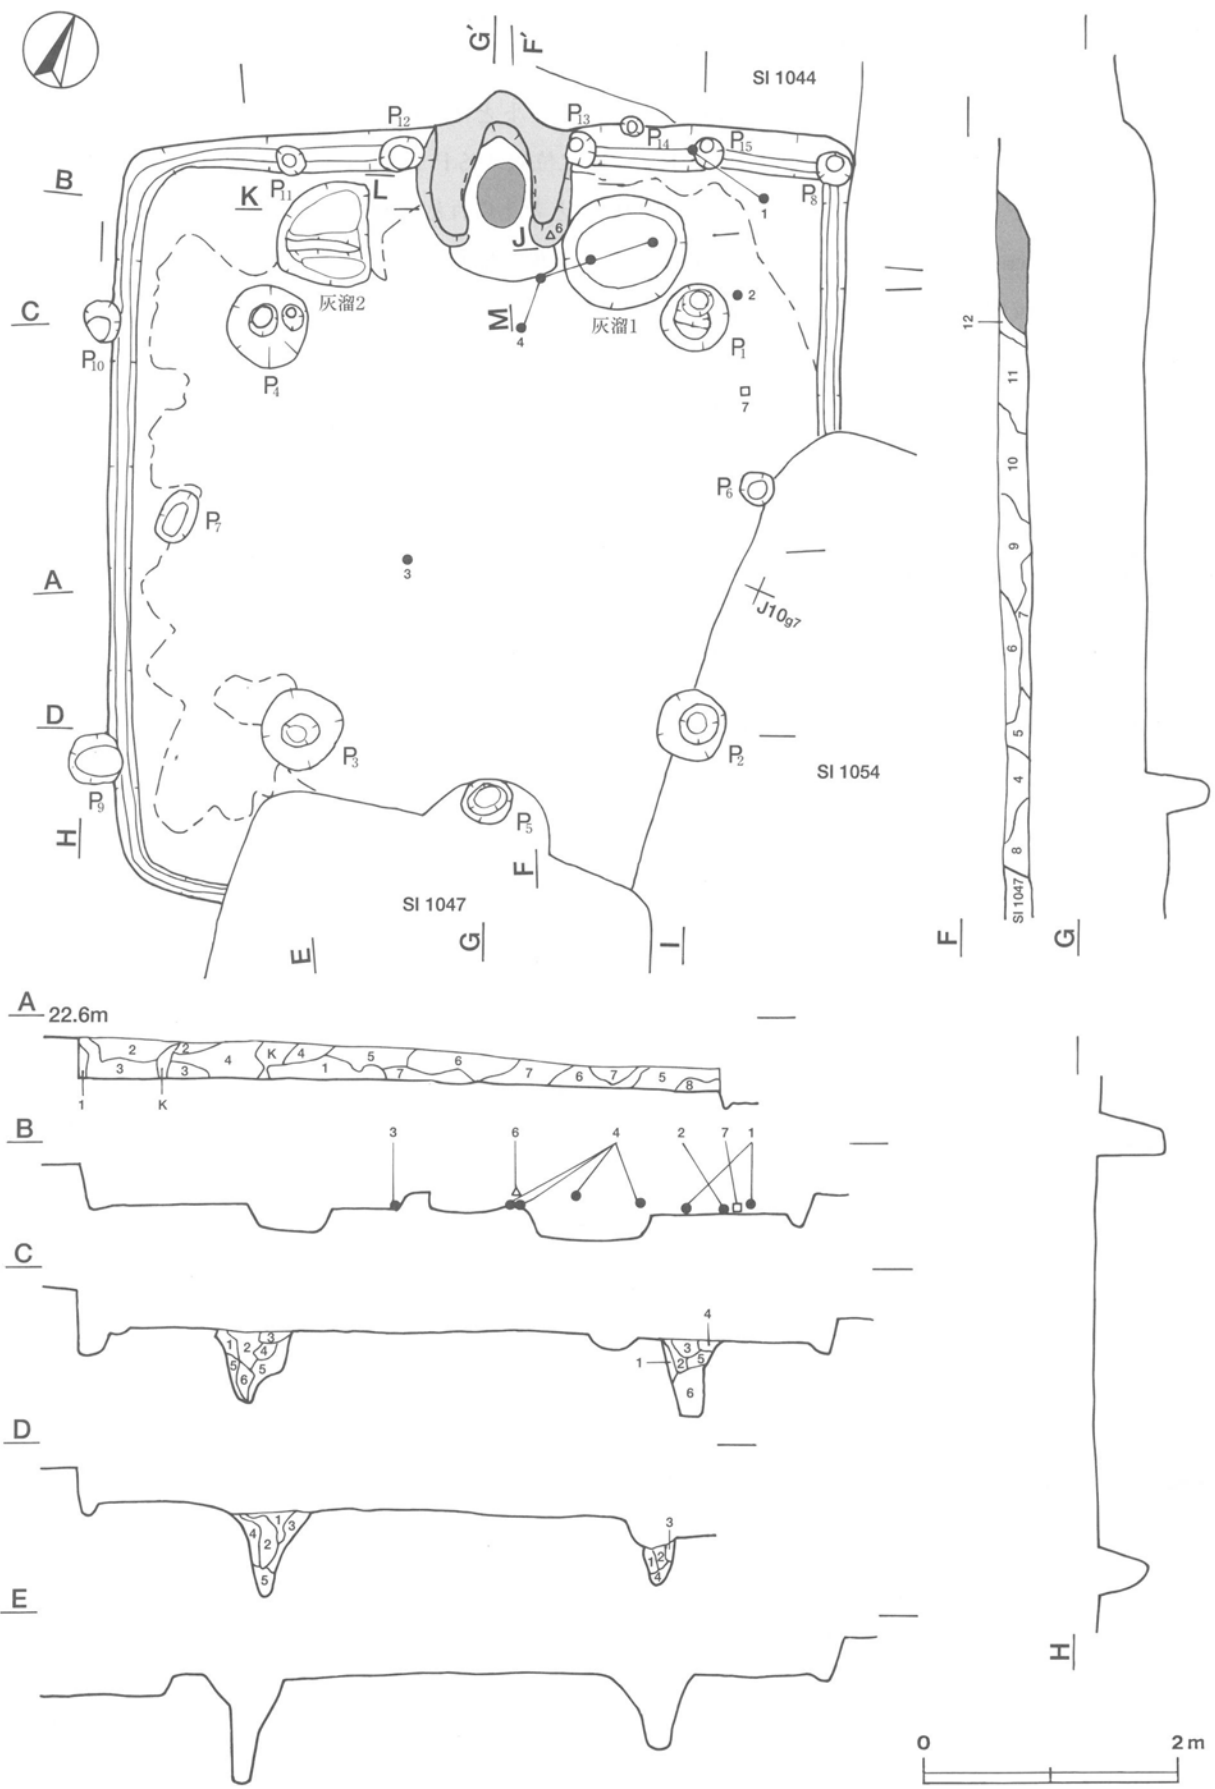 G` F`
SI 1044
P12 P13 P14 P15
B
P11 K L
P8
1
J 6
灰溜2
C
M
4
灰溜1
2
P10
P4
P1
7
P6
P7
3
A
J10g7
D
P3
P2
SI 1054
P9
P5
H
F
SI 1047
E G I
12
11
10
9
7
6
5
4
8
SI 1047
F G
A 22.6m
2 2 4 K 4 5 6
3 3 1 7 7 6 7 5 8
1 K
B
3 6 4 2 7 1
C
1 2 3 4 5 5 6
4
3
1 2 5
6
D
4 1 3 2 5
3
1 2
4
E
H
0 2 m